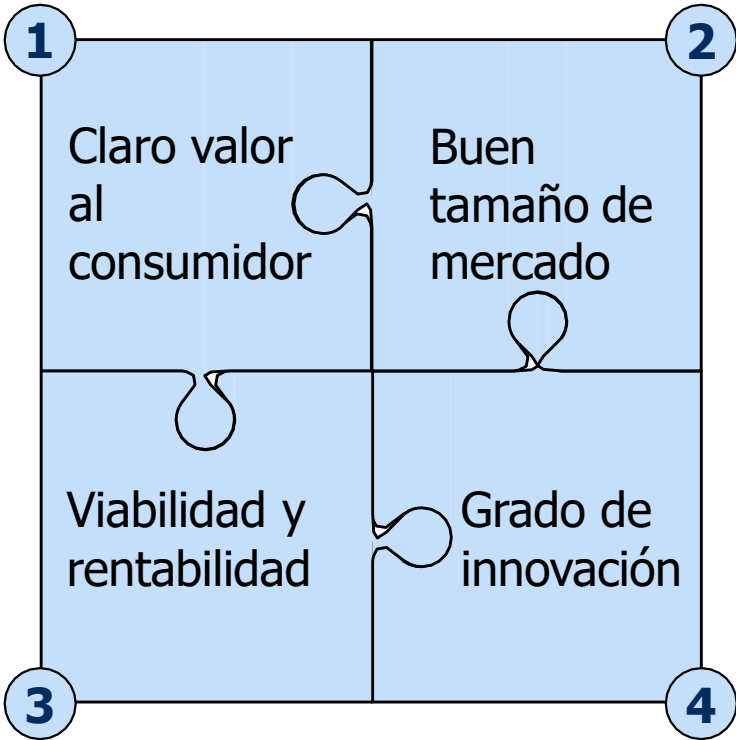 1
Claro valor
al
consumidor
2
Buen
tamaño de
mercado
3
Viabilidad y
rentabilidad
4
Grado de
innovación